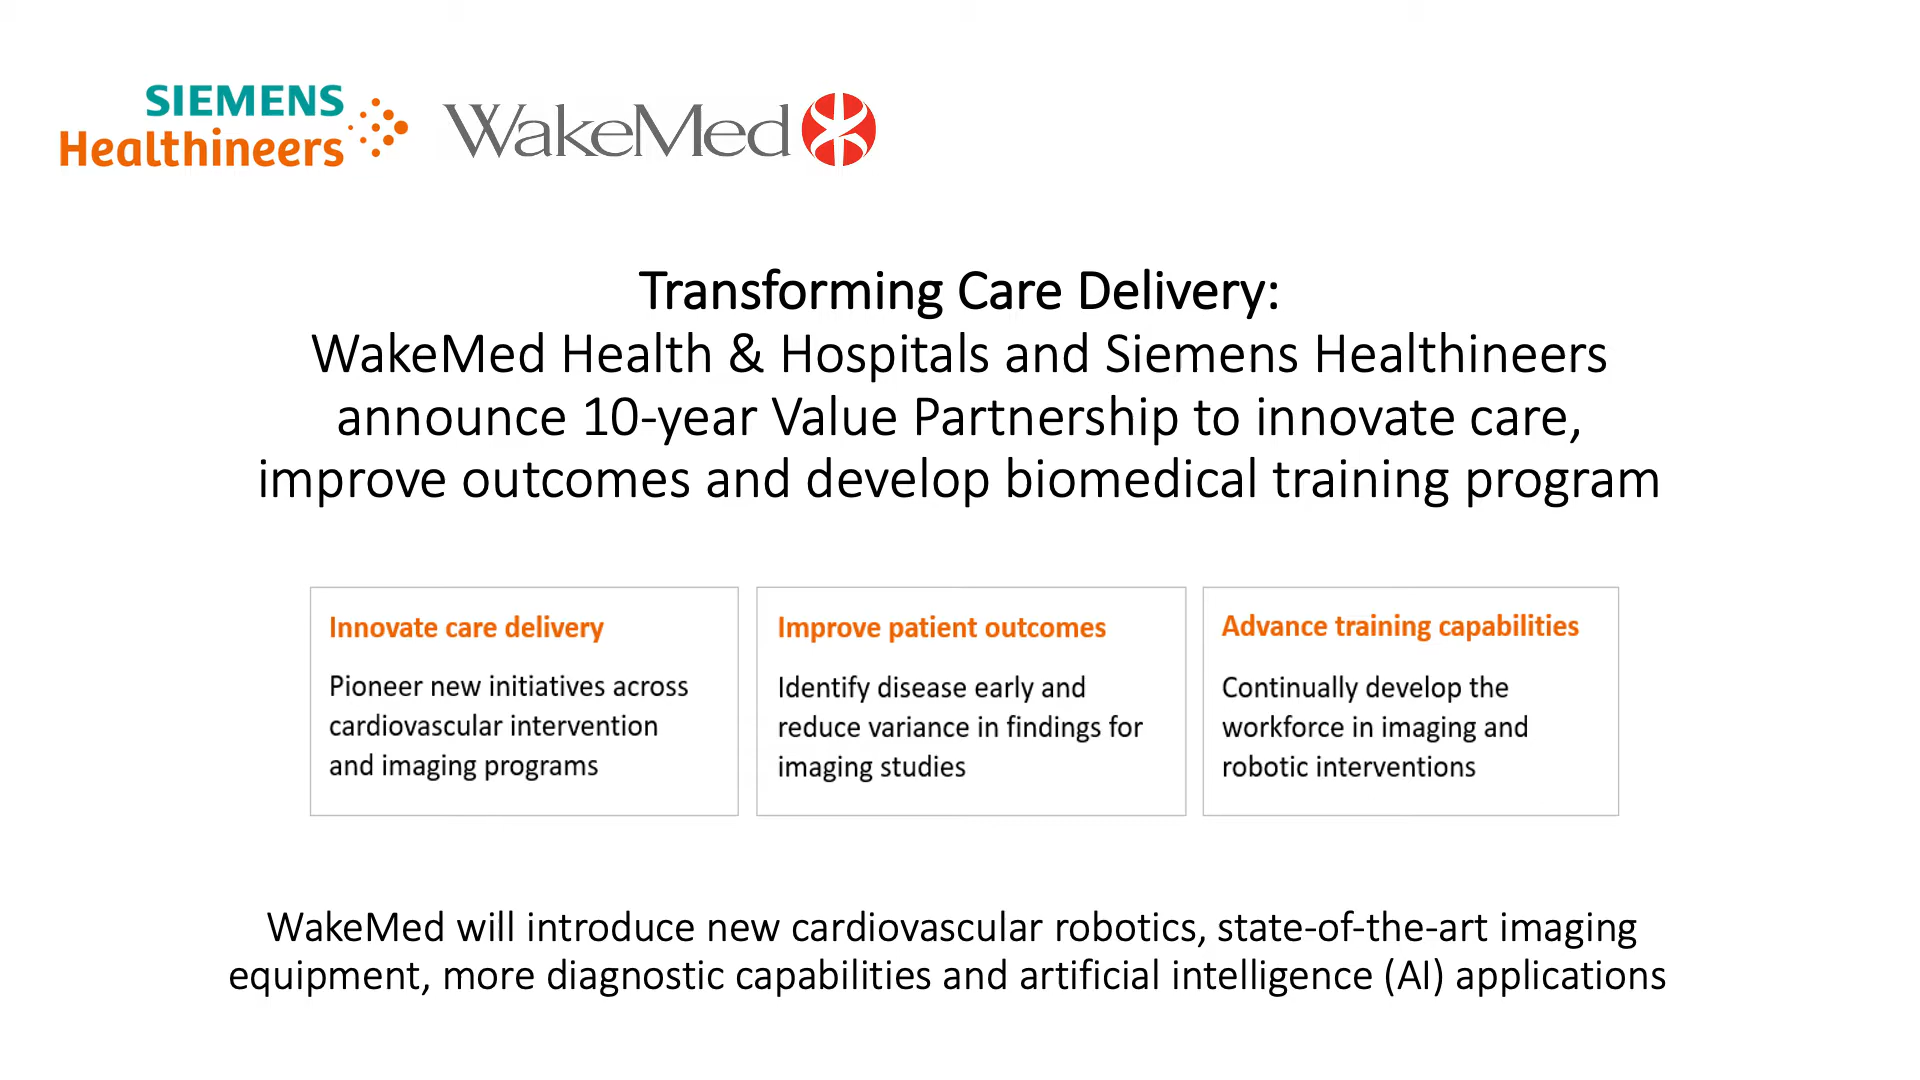 SIEMENS
Healthineers
WakeMed
Transforming Care Delivery:
WakeMed Health & Hospitals and Siemens Healthineers
announce 10-year Value Partnership to innovate care,
improve outcomes and develop biomedical training program
Innovate care delivery
Pioneer new initiatives across
cardiovascular intervention
and imaging programs
Improve patient outcomes
Identify disease early and
reduce variance in findings for
imaging studies
Advance training capabilities
Continually develop the
workforce in imaging and
robotic interventions
WakeMed will introduce new cardiovascular robotics, state-of-the-art imaging
equipment, more diagnostic capabilities and artificial intelligence (AI) applications